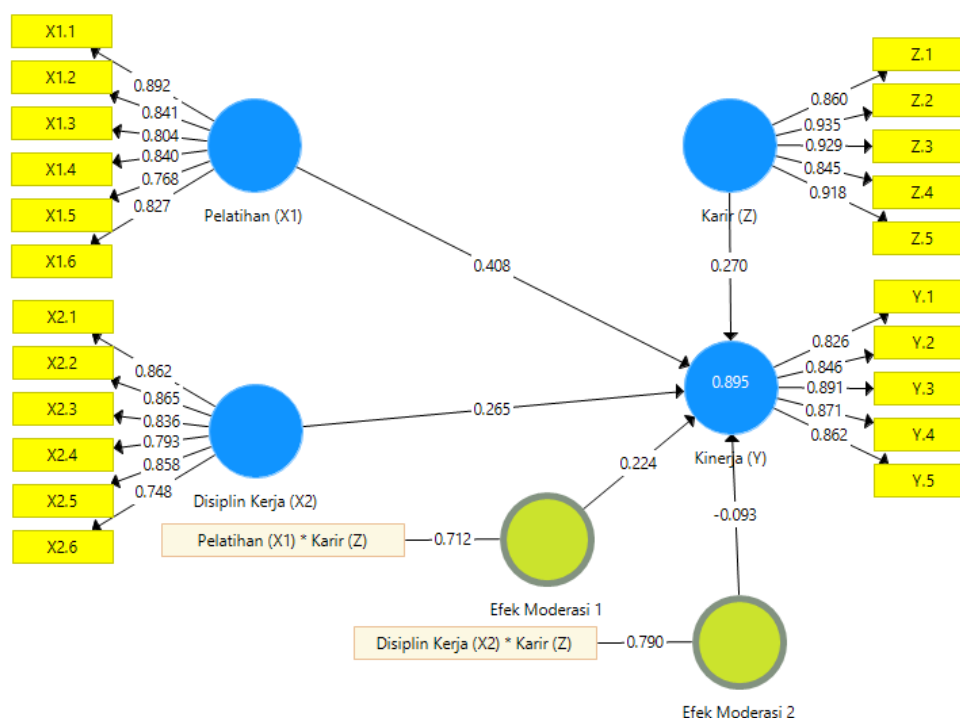 X1.1
X1.2
X1.3
X1.4
X1.5
X1.6
0.892
0.841
0.804
0.840
0.768
0.827
Pelatihan (X1)
Z.1
Z.2
Z.3
Z.4
Z.5
0.860
0.935
0.929
0.845
0.918
Karir (Z)
0.408
0.270
X2.1
X2.2
X2.3
X2.4
X2.5
X2.6
0.862
0.865
0.836
0.793
0.858
0.748
Disiplin Kerja (X2)
0.265
0.895
Kinerja (Y)
Y.1
Y.2
Y.3
Y.4
Y.5
0.826
0.846
0.891
0.871
0.862
0.224
-0.093
Pelatihan (X1) * Karir (Z)
0.712
Efek Moderasi 1
Disiplin Kerja (X2) * Karir (Z)
0.790
Efek Moderasi 2